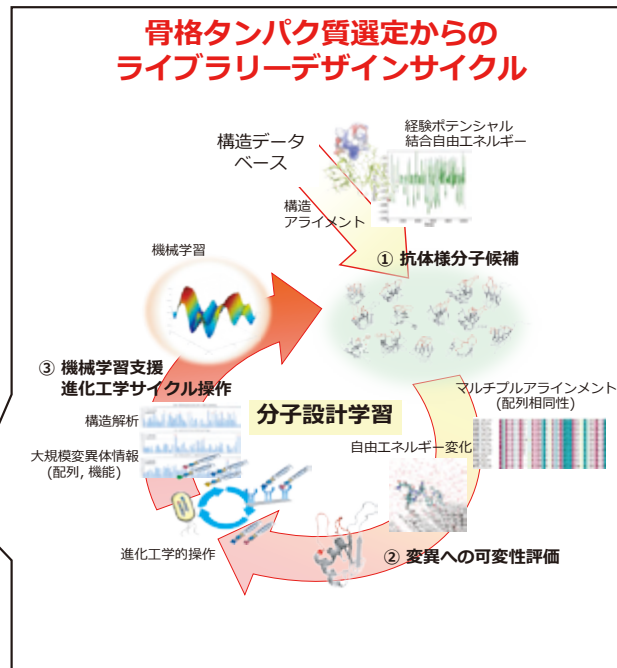 骨格タンパク質選定からの
ライブラリーデザインサイクル
構造データ
ベース
経験ポテンシャル
結合自由エネルギー
構造
アライメント
① 抗体様分子候補
機械学習
③ 機械学習支援
進化工学サイクル操作
分子設計学習
マルチプルアラインメント
(配列相同性)
構造解析
自由エネルギー変化
大規模変異体情報
(配列, 機能)
進化工学的操作
② 変異への可変性評価